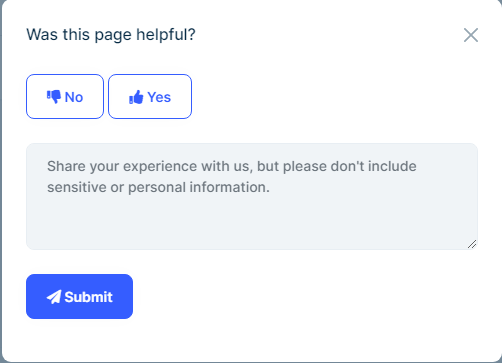 Was this page helpful?
No
Yes
Share your experience with us, but please don't include
sensitive or personal information.
Submit